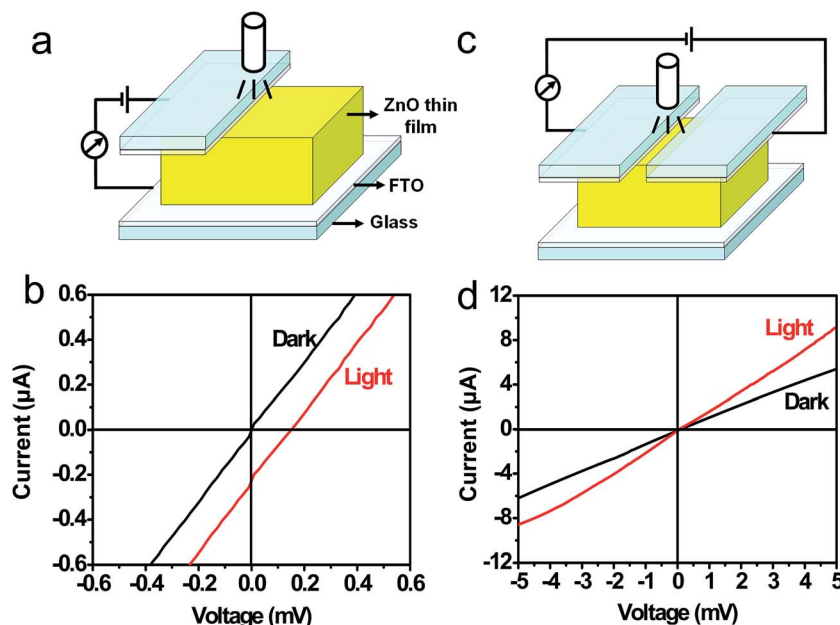 a
ZnO thin
film
FTO
Glass
c
b
0.6
0.4
0.2
0.0
-0.2
-0.4
-0.6
Current (μA)
Dark
Light
-0.6 -0.4 -0.2 0.0 0.2 0.4 0.6
Voltage (mV)
d
12
8
4
0
-4
-8
-12
Current (μA)
Light
Dark
-5 -4 -3 -2 -1 0 1 2 3 4 5
Voltage (mV)